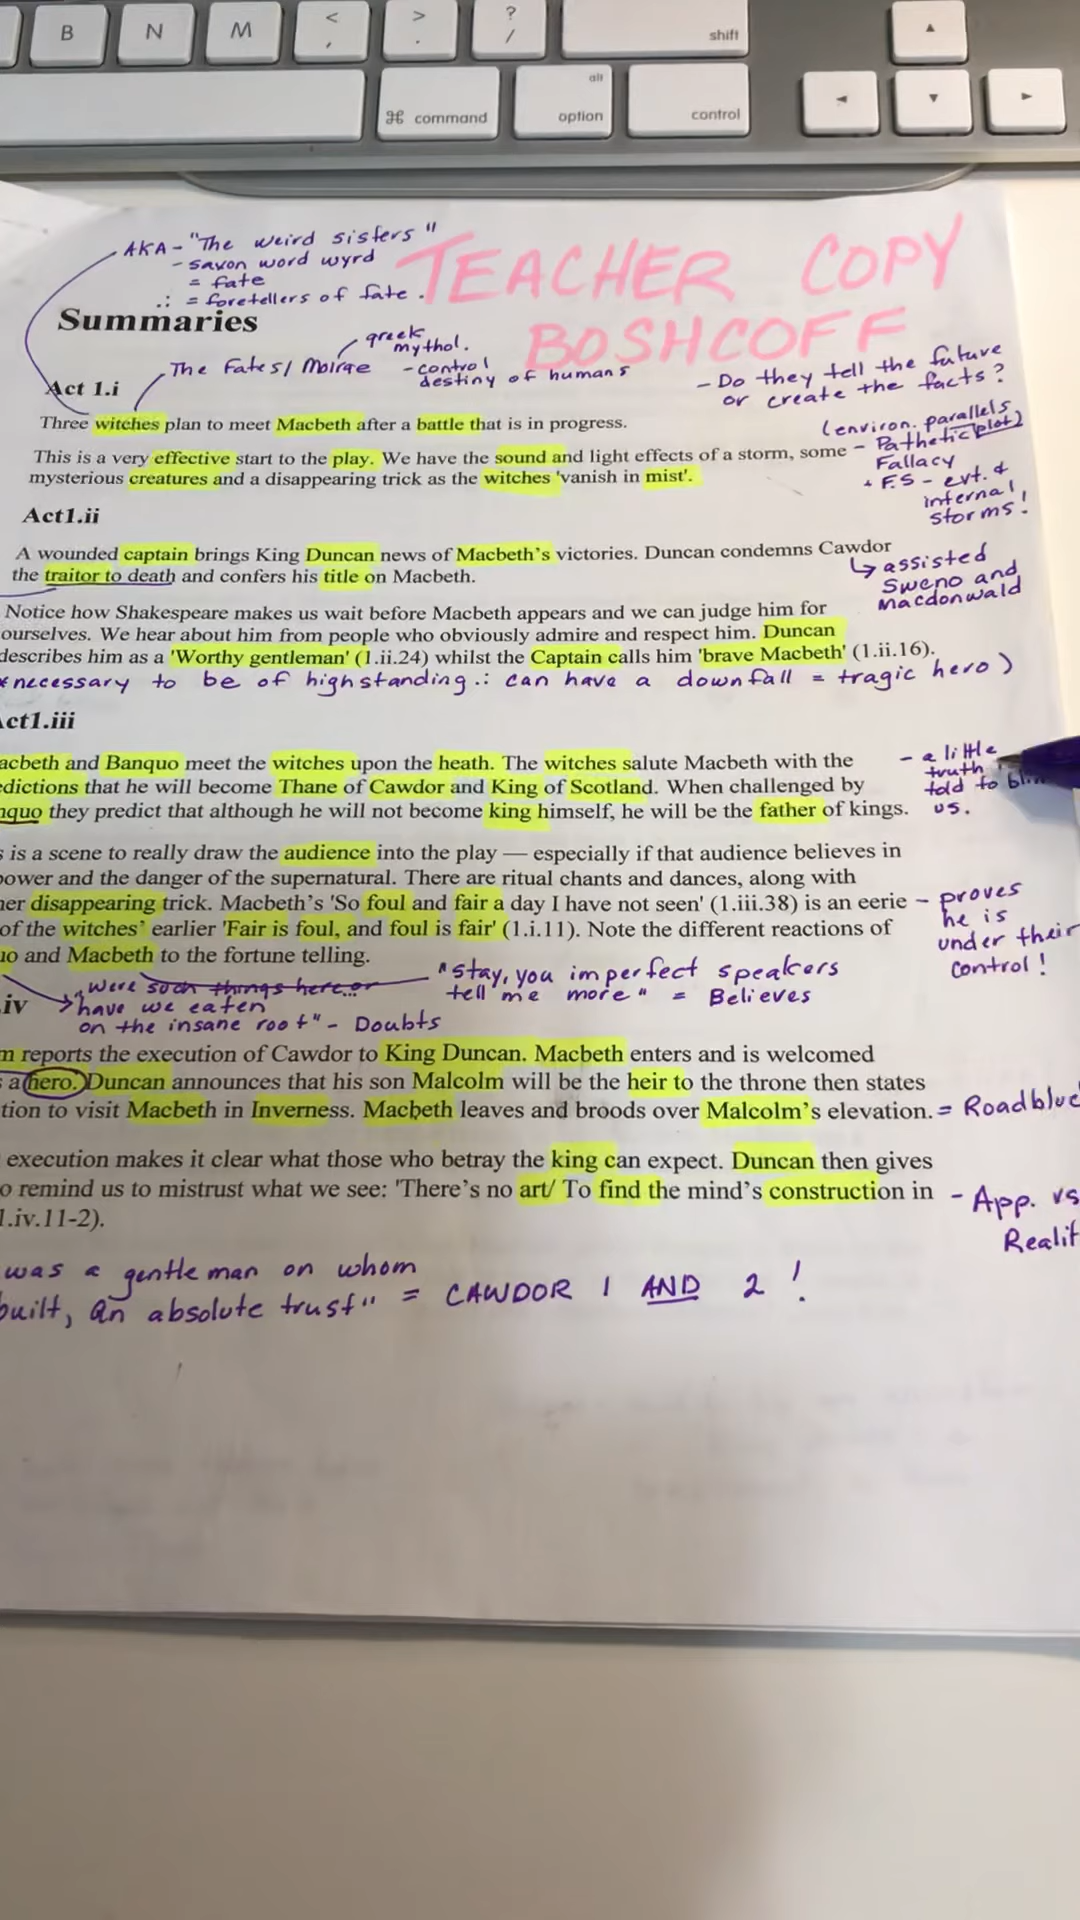 B N M < , > . ? / shift
⌘ command alt option control
AKA - "The weird sisters"
- saxon word wyrd
= fate
∴ = foretellers of fate.
TEACHER COPY
BOSHCOFF
Summaries
greek
mythol.
The Fates/ Moirae
- control
destiny of humans
- Do they tell the future
or create the facts?
Act 1.i
Three witches plan to meet Macbeth after a battle that is in progress.
(environ. parallels
plot)
This is a very effective start to the play. We have the sound and light effects of a storm, some
mysterious creatures and a disappearing trick as the witches 'vanish in mist'.
- Pathetic
Fallacy
+ F.S - ext. &
internal
storms!
Act1.ii
A wounded captain brings King Duncan news of Macbeth's victories. Duncan condemns Cawdor
the traitor to death and confers his title on Macbeth.
assisted
Sweno and
Macdonwald
Notice how Shakespeare makes us wait before Macbeth appears and we can judge him for
ourselves. We hear about him from people who obviously admire and respect him. Duncan
describes him as a 'Worthy gentleman' (1.ii.24) whilst the Captain calls him 'brave Macbeth' (1.ii.16).
*necessary to be of high standing ∴ can have a downfall = tragic hero)
Act1.iii
acbeth and Banquo meet the witches upon the heath. The witches salute Macbeth with the
edictions that he will become Thane of Cawdor and King of Scotland. When challenged by
nquo they predict that although he will not become king himself, he will be the father of kings.
- a little
truth
told to
us.
s is a scene to really draw the audience into the play — especially if that audience believes in
power and the danger of the supernatural. There are ritual chants and dances, along with
her disappearing trick. Macbeth's 'So foul and fair a day I have not seen' (1.iii.38) is an eerie
of the witches' earlier 'Fair is foul, and foul is fair' (1.i.11). Note the different reactions of
uo and Macbeth to the fortune telling.
- proves
he is
under their
control!
"stay, you imperfect speakers
tell me more" = Believes
.iv
"were such things here..or
have we eaten
on the insane root" - Doubts
m reports the execution of Cawdor to King Duncan. Macbeth enters and is welcomed
s a hero. Duncan announces that his son Malcolm will be the heir to the throne then states
tion to visit Macbeth in Inverness. Macbeth leaves and broods over Malcolm's elevation.
= Roadbloc
execution makes it clear what those who betray the king can expect. Duncan then gives
o remind us to mistrust what we see: 'There's no art/ To find the mind's construction in
1.iv.11-2).
- App. vs
Realit
was a gentleman on whom
built, an absolute trust" = CAWDOR 1 AND 2 !